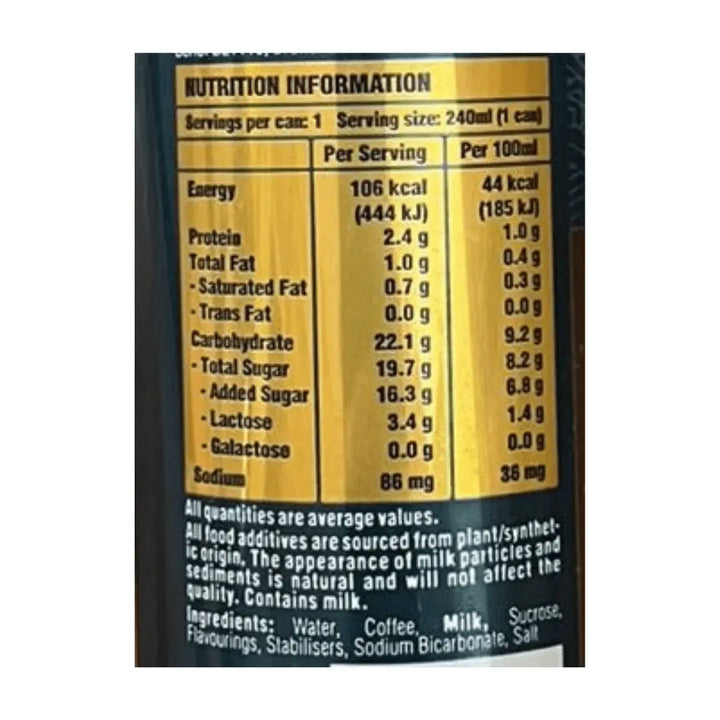 NUTRITION INFORMATION
Servings per can: 1 Serving size: 240ml (1 can)
Per Serving Per 100ml
Energy 106 kcal 44 kcal
(444 kJ) (185 kJ)
Protein 2.4 g 1.0 g
Total Fat 1.0 g 0.4 g
- Saturated Fat 0.7 g 0.3 g
- Trans Fat 0.0 g 0.0 g
Carbohydrate 22.1 g 9.2 g
- Total Sugar 19.7 g 8.2 g
- Added Sugar 16.3 g 6.8 g
- Lactose 3.4 g 1.4 g
- Galactose 0.0 g 0.0 g
Sodium 86 mg 36 mg
All quantities are average values.
All food additives are sourced from plant/synthet-
ic origin. The appearance of milk particles and
sediments is natural and will not affect the
quality. Contains milk.
Ingredients: Water, Coffee, Milk, Sucrose,
Flavourings, Stabilisers, Sodium Bicarbonate, Salt